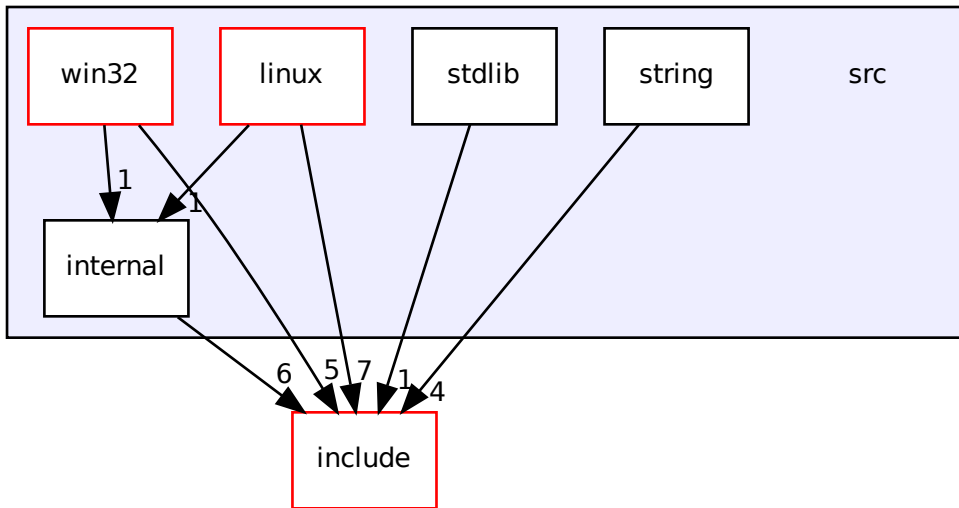 win32
linux
stdlib
string
src
1
1
internal
6
5
7
1
4
include